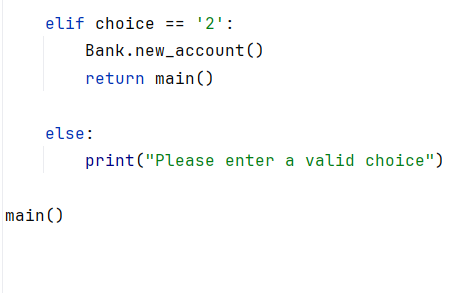 elif choice == '2':
Bank.new_account()
return main()
else:
print("Please enter a valid choice")
main()